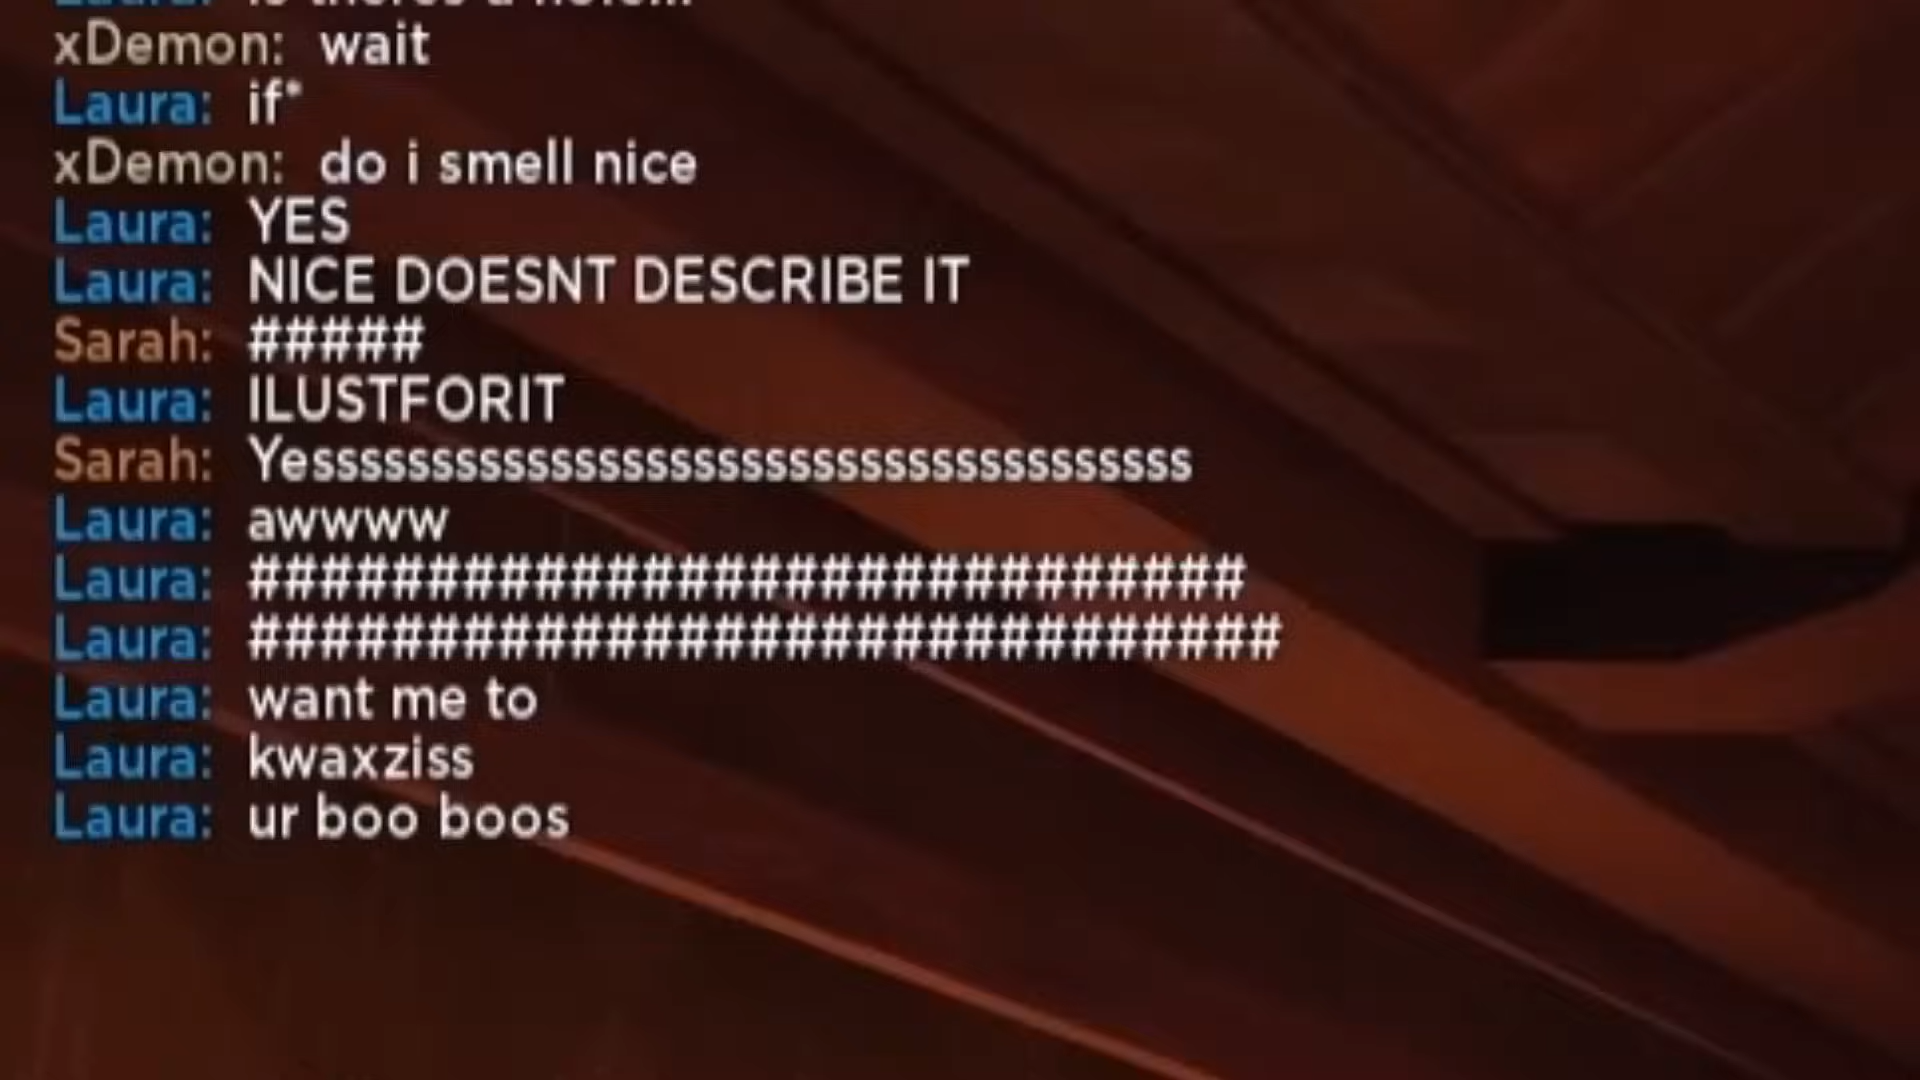 xDemon: wait
Laura: if*
xDemon: do i smell nice
Laura: YES
Laura: NICE DOESNT DESCRIBE IT
Sarah: #####
Laura: ILUSTFORIT
Sarah: Yesssssssssssssssssssssssssssssssssssss
Laura: awwww
Laura: ############################
Laura: #############################
Laura: want me to
Laura: kwaxziss
Laura: ur boo boos